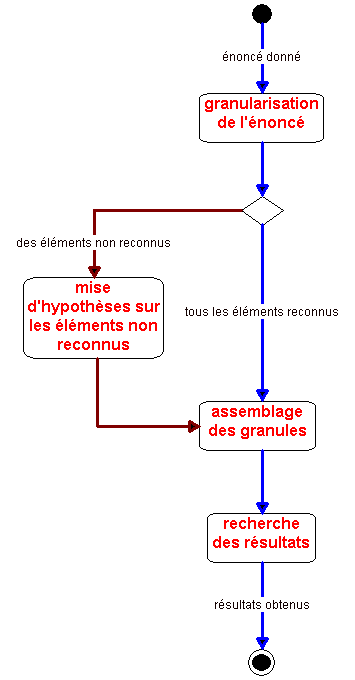 énoncé donné
granularisation
de l'énoncé
des éléments non reconnus
mise
d'hypothèses sur
les éléments non
reconnus
tous les éléments reconnus
assemblage
des granules
recherche
des résultats
résultats obtenus